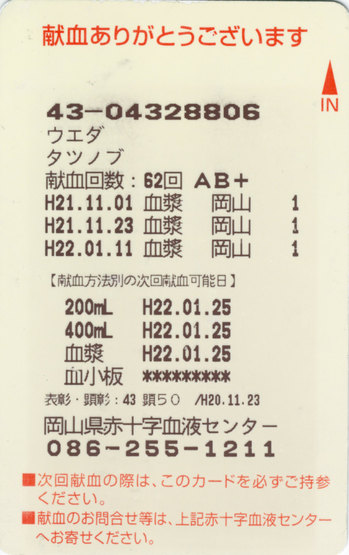 献血ありがとうございます
IN
43-04328806
ウエダ
タツノブ
献血回数:62回 AB+
H21.11.01 血漿 岡山 1
H21.11.23 血漿 岡山 1
H22.01.11 血漿 岡山 1
【献血方法別の次回献血可能日】
200mL H22.01.25
400mL H22.01.25
血漿 H22.01.25
血小板 *********
表彰・顕彰:43 顕50 /H20.11.23
岡山県赤十字血液センター
086-255-1211
■次回献血の際は、このカードを必ずご持参
ください。
■献血のお問合せ等は、上記赤十字血液センター
へお寄せください。